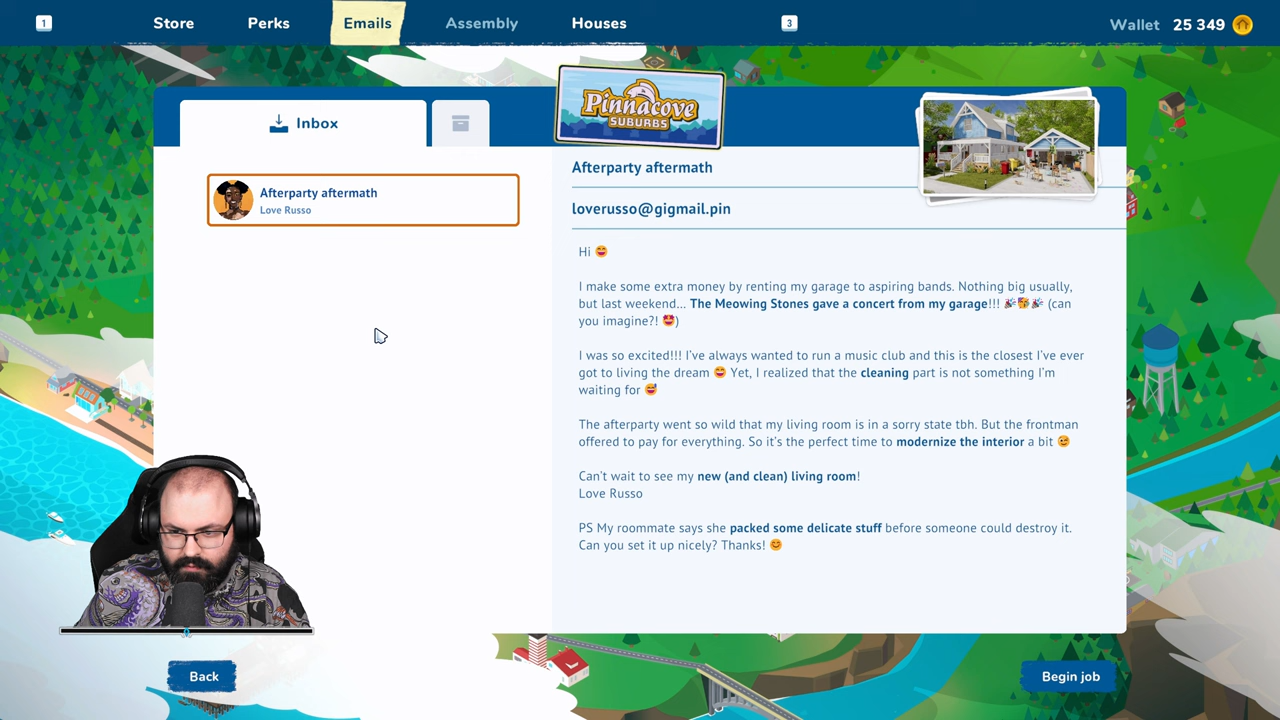 1 Store Perks Emails Assembly Houses 3 Wallet 25 349
Inbox
Pinnacove
SUBURBS
Afterparty aftermath
Love Russo
Afterparty aftermath
loverusso@gigmail.pin
Hi 😄
I make some extra money by renting my garage to aspiring bands. Nothing big usually,
but last weekend... The Meowing Stones gave a concert from my garage!!! 🎉🥳🎉 (can
you imagine?! 🤩)
I was so excited!!! I've always wanted to run a music club and this is the closest I've ever
got to living the dream 😄 Yet, I realized that the cleaning part is not something I'm
waiting for 😅
The afterparty went so wild that my living room is in a sorry state tbh. But the frontman
offered to pay for everything. So it's the perfect time to modernize the interior a bit 😉
Can't wait to see my new (and clean) living room!
Love Russo
PS My roommate says she packed some delicate stuff before someone could destroy it.
Can you set it up nicely? Thanks! 😊
Back
Begin job